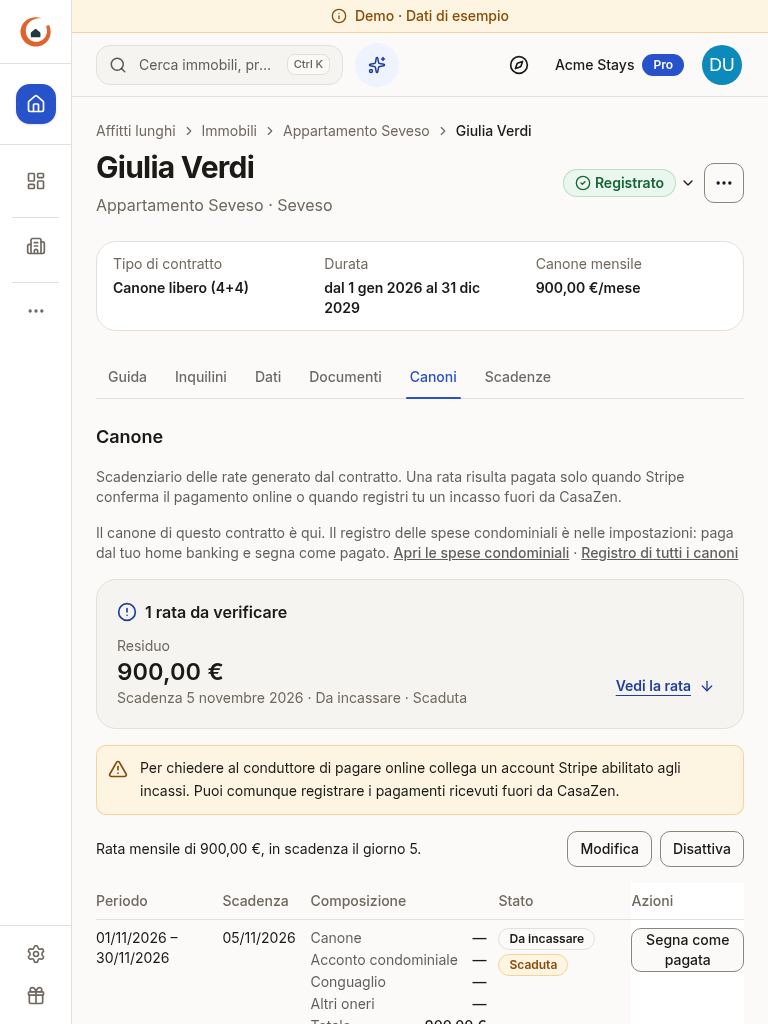 Demo · Dati di esempio
Cerca immobili, pr...
Ctrl K
Acme Stays
Pro
DU
Affitti lunghi > Immobili > Appartamento Seveso > Giulia Verdi
Giulia Verdi
Registrato
Appartamento Seveso · Seveso
Tipo di contratto
Canone libero (4+4)
Durata
dal 1 gen 2026 al 31 dic
2029
Canone mensile
900,00 €/mese
Guida
Inquilini
Dati
Documenti
Canoni
Scadenze
Canone
Scadenziario delle rate generato dal contratto. Una rata risulta pagata solo quando Stripe
conferma il pagamento online o quando registri tu un incasso fuori da CasaZen.
Il canone di questo contratto è qui. Il registro delle spese condominiali è nelle impostazioni: paga
dal tuo home banking e segna come pagato. Apri le spese condominiali · Registro di tutti i canoni
1 rata da verificare
Residuo
900,00 €
Scadenza 5 novembre 2026 · Da incassare · Scaduta
Vedi la rata
Per chiedere al conduttore di pagare online collega un account Stripe abilitato agli
incassi. Puoi comunque registrare i pagamenti ricevuti fuori da CasaZen.
Rata mensile di 900,00 €, in scadenza il giorno 5.
Modifica
Disattiva
Periodo
Scadenza
Composizione
Stato
Azioni
01/11/2026 –
30/11/2026
05/11/2026
Canone —
Acconto condominiale —
Conguaglio —
Altri oneri —
Totale 900,00 €
Da incassare
Scaduta
Segna come
pagata